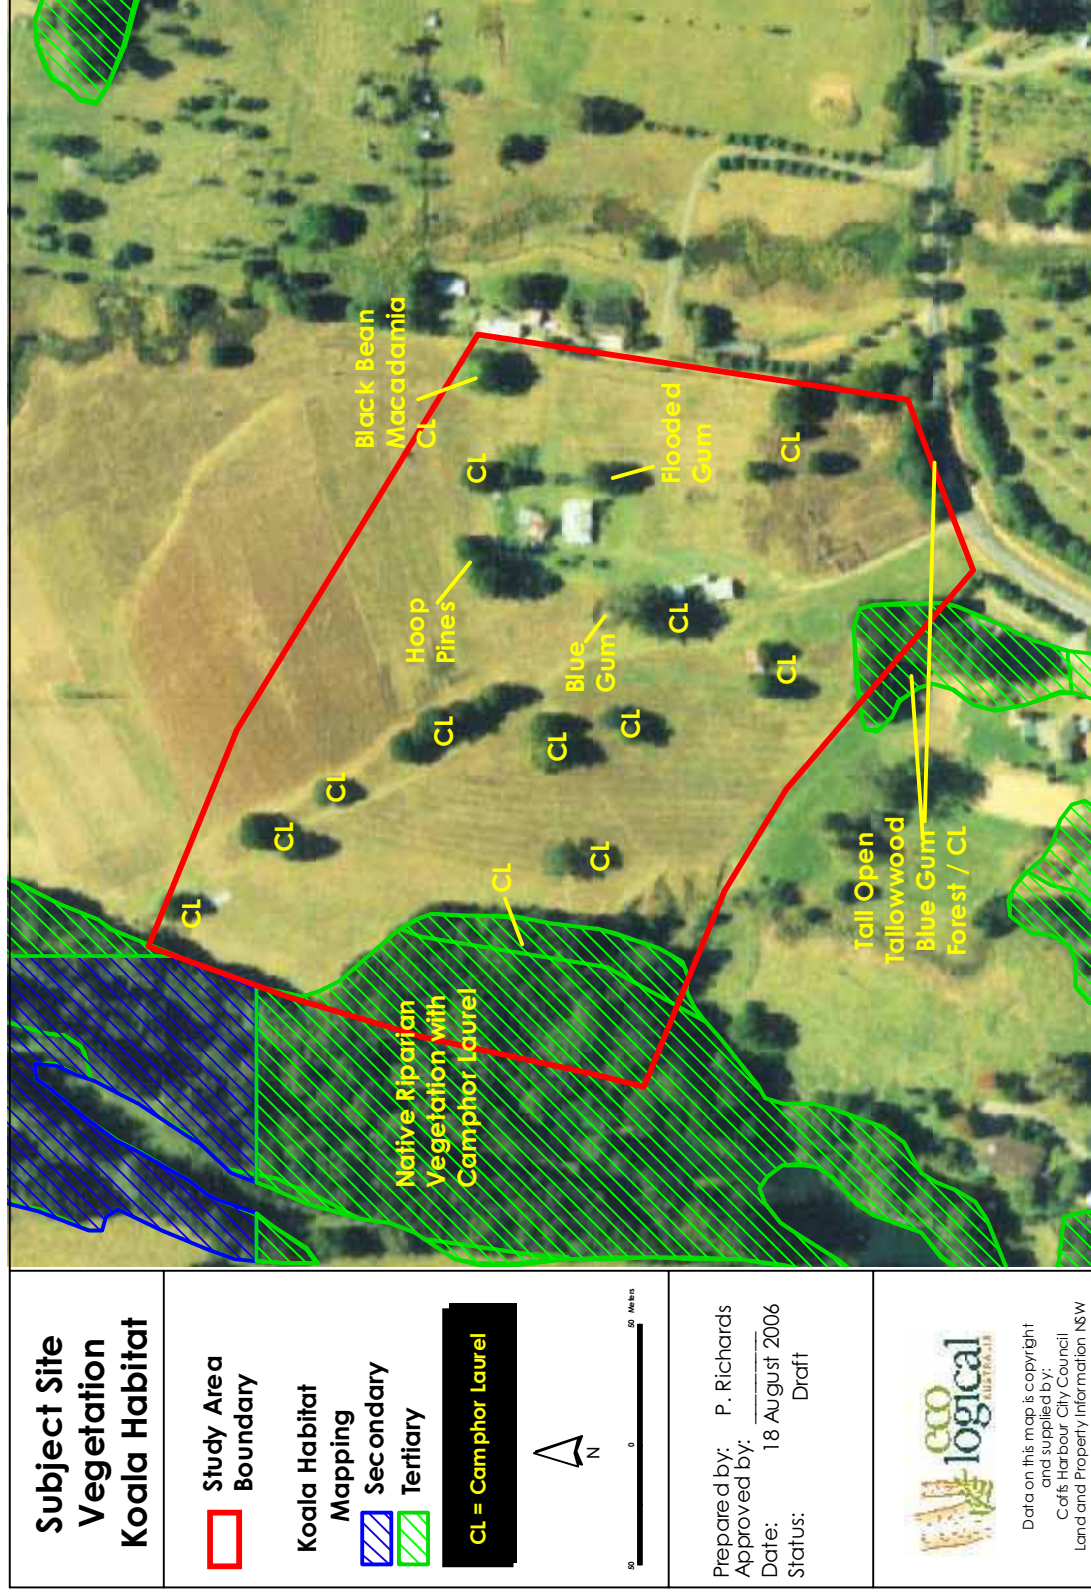 Subject Site
Vegetation
Koala Habitat
Study Area
Boundary
Koala Habitat
Mapping
Secondary
Tertiary
CL = Camphor Laurel
N
50
0
50 Meters
Prepared by: P. Richards
Approved by: ________
Date: 18 August 2006
Status: Draft
eco
logical
AUSTRALIA
Data on this map is copyright
and supplied by:
Coffs Harbour City Council
Land and Property Information NSW
Native Riparian
Vegetation with
Camphor Laurel
CL
CL
CL
CL
CL
CL
CL
CL
CL
CL
Hoop
Pines
Blue
Gum
CL
CL
Black Bean
Macadamia
CL
Flooded
Gum
CL
Tall Open
Tallowwood
Blue Gum
Forest / CL